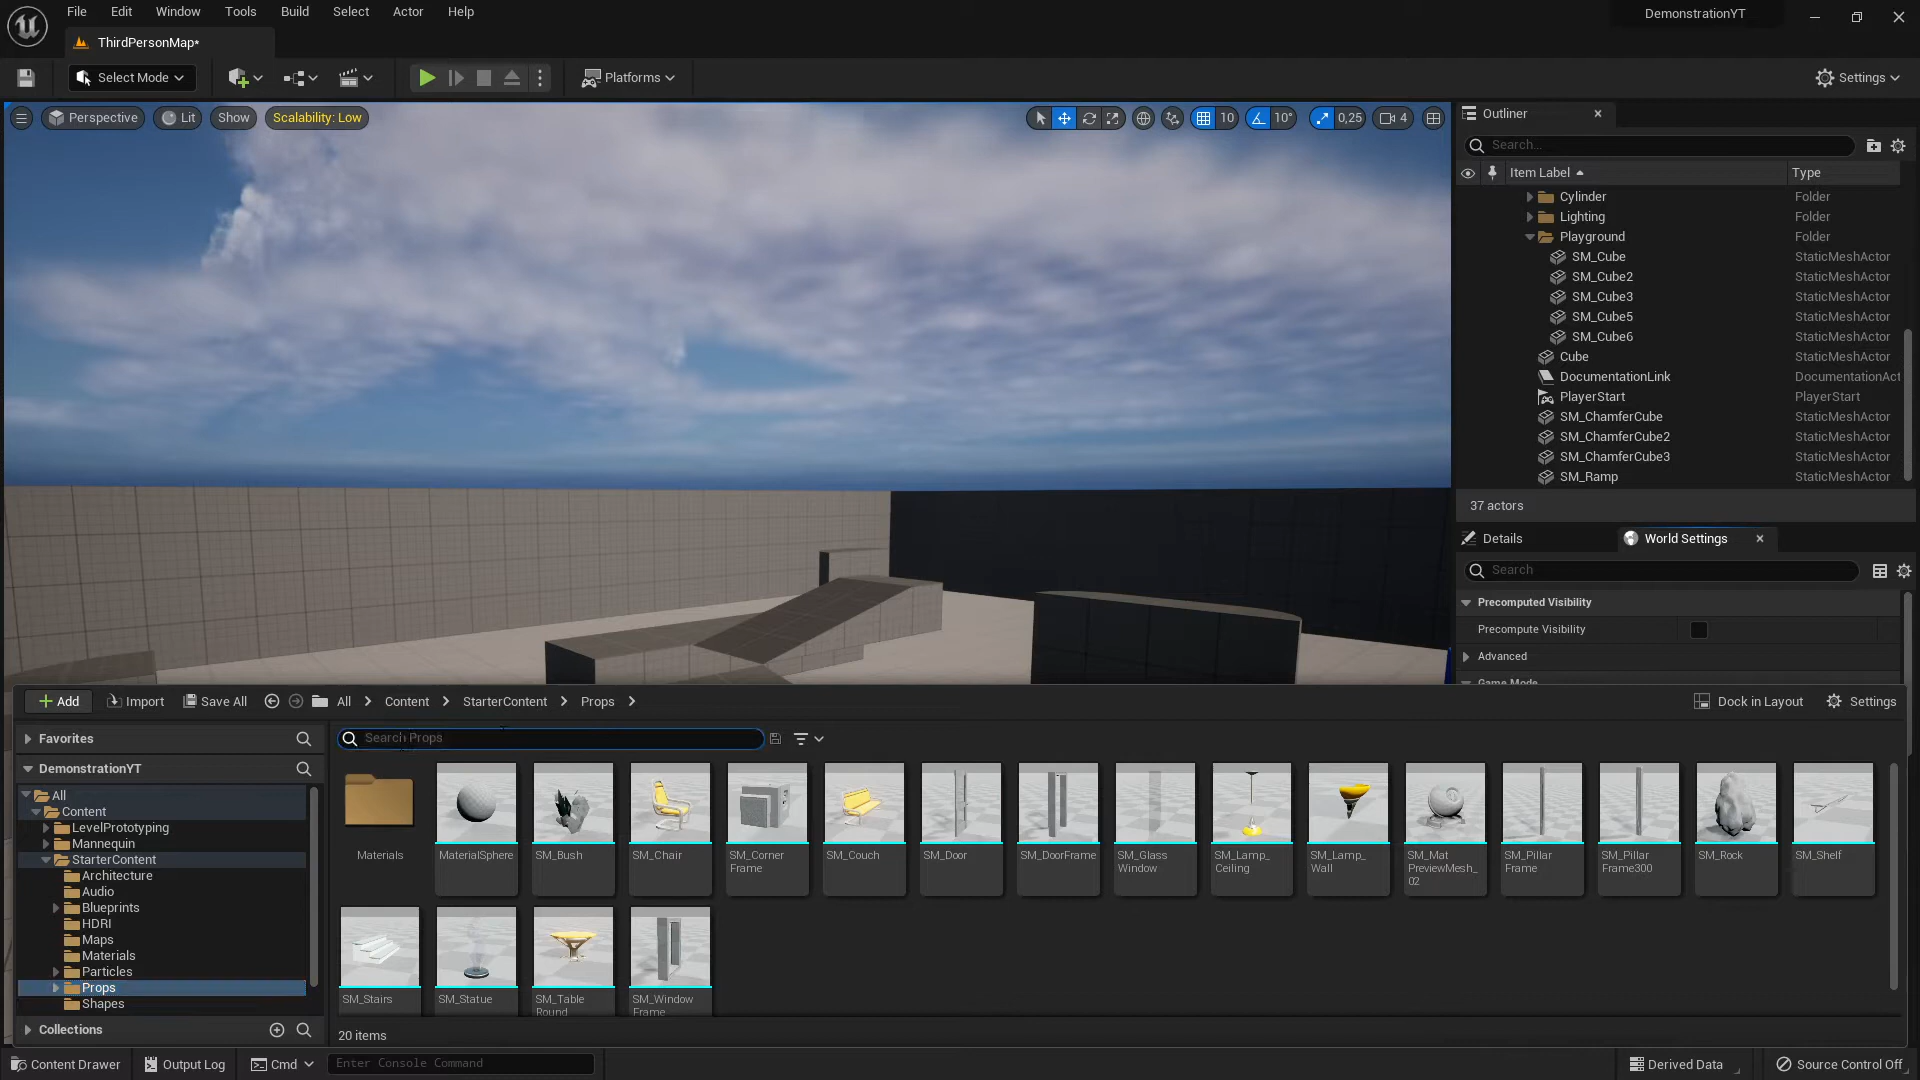 File Edit Window Tools Build Select Actor Help
DemonstrationYT
ThirdPersonMap*
Select Mode
Platforms
Settings
Perspective Lit Show Scalability: Low
10 10° 0,25 4
Outliner
Search...
Item Label Type
Cylinder Folder
Lighting Folder
Playground Folder
SM_Cube StaticMeshActor
SM_Cube2 StaticMeshActor
SM_Cube3 StaticMeshActor
SM_Cube5 StaticMeshActor
SM_Cube6 StaticMeshActor
Cube StaticMeshActor
DocumentationLink DocumentationAct
PlayerStart PlayerStart
SM_ChamferCube StaticMeshActor
SM_ChamferCube2 StaticMeshActor
SM_ChamferCube3 StaticMeshActor
SM_Ramp StaticMeshActor
37 actors
Details World Settings
Search
Precomputed Visibility
Precompute Visibility
Advanced
Game Mode
Add Import Save All All Content StarterContent Props
Dock in Layout Settings
Favorites
DemonstrationYT
All
Content
LevelPrototyping
Mannequin
StarterContent
Architecture
Audio
Blueprints
HDRI
Maps
Materials
Particles
Props
Shapes
Collections
Search Props
Materials
MaterialSphere
SM_Bush
SM_Chair
SM_Corner
Frame
SM_Couch
SM_Door
SM_DoorFrame
SM_Glass
Window
SM_Lamp_
Ceiling
SM_Lamp_
Wall
SM_Mat
PreviewMesh_
02
SM_Pillar
Frame
SM_Pillar
Frame300
SM_Rock
SM_Shelf
SM_Stairs
SM_Statue
SM_Table
Round
SM_Window
Frame
20 items
Content Drawer Output Log Cmd Enter Console Command
Derived Data Source Control Off